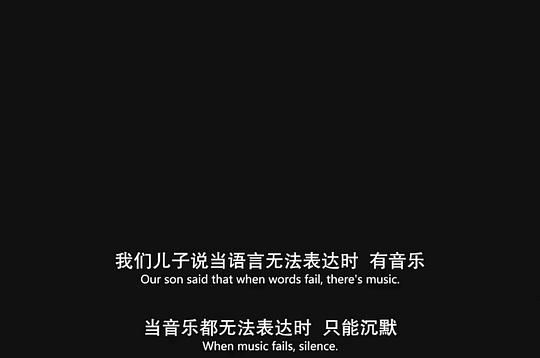 我们儿子说当语言无法表达时 有音乐
Our son said that when words fail, there's music.
当音乐都无法表达时 只能沉默
When music fails, silence.